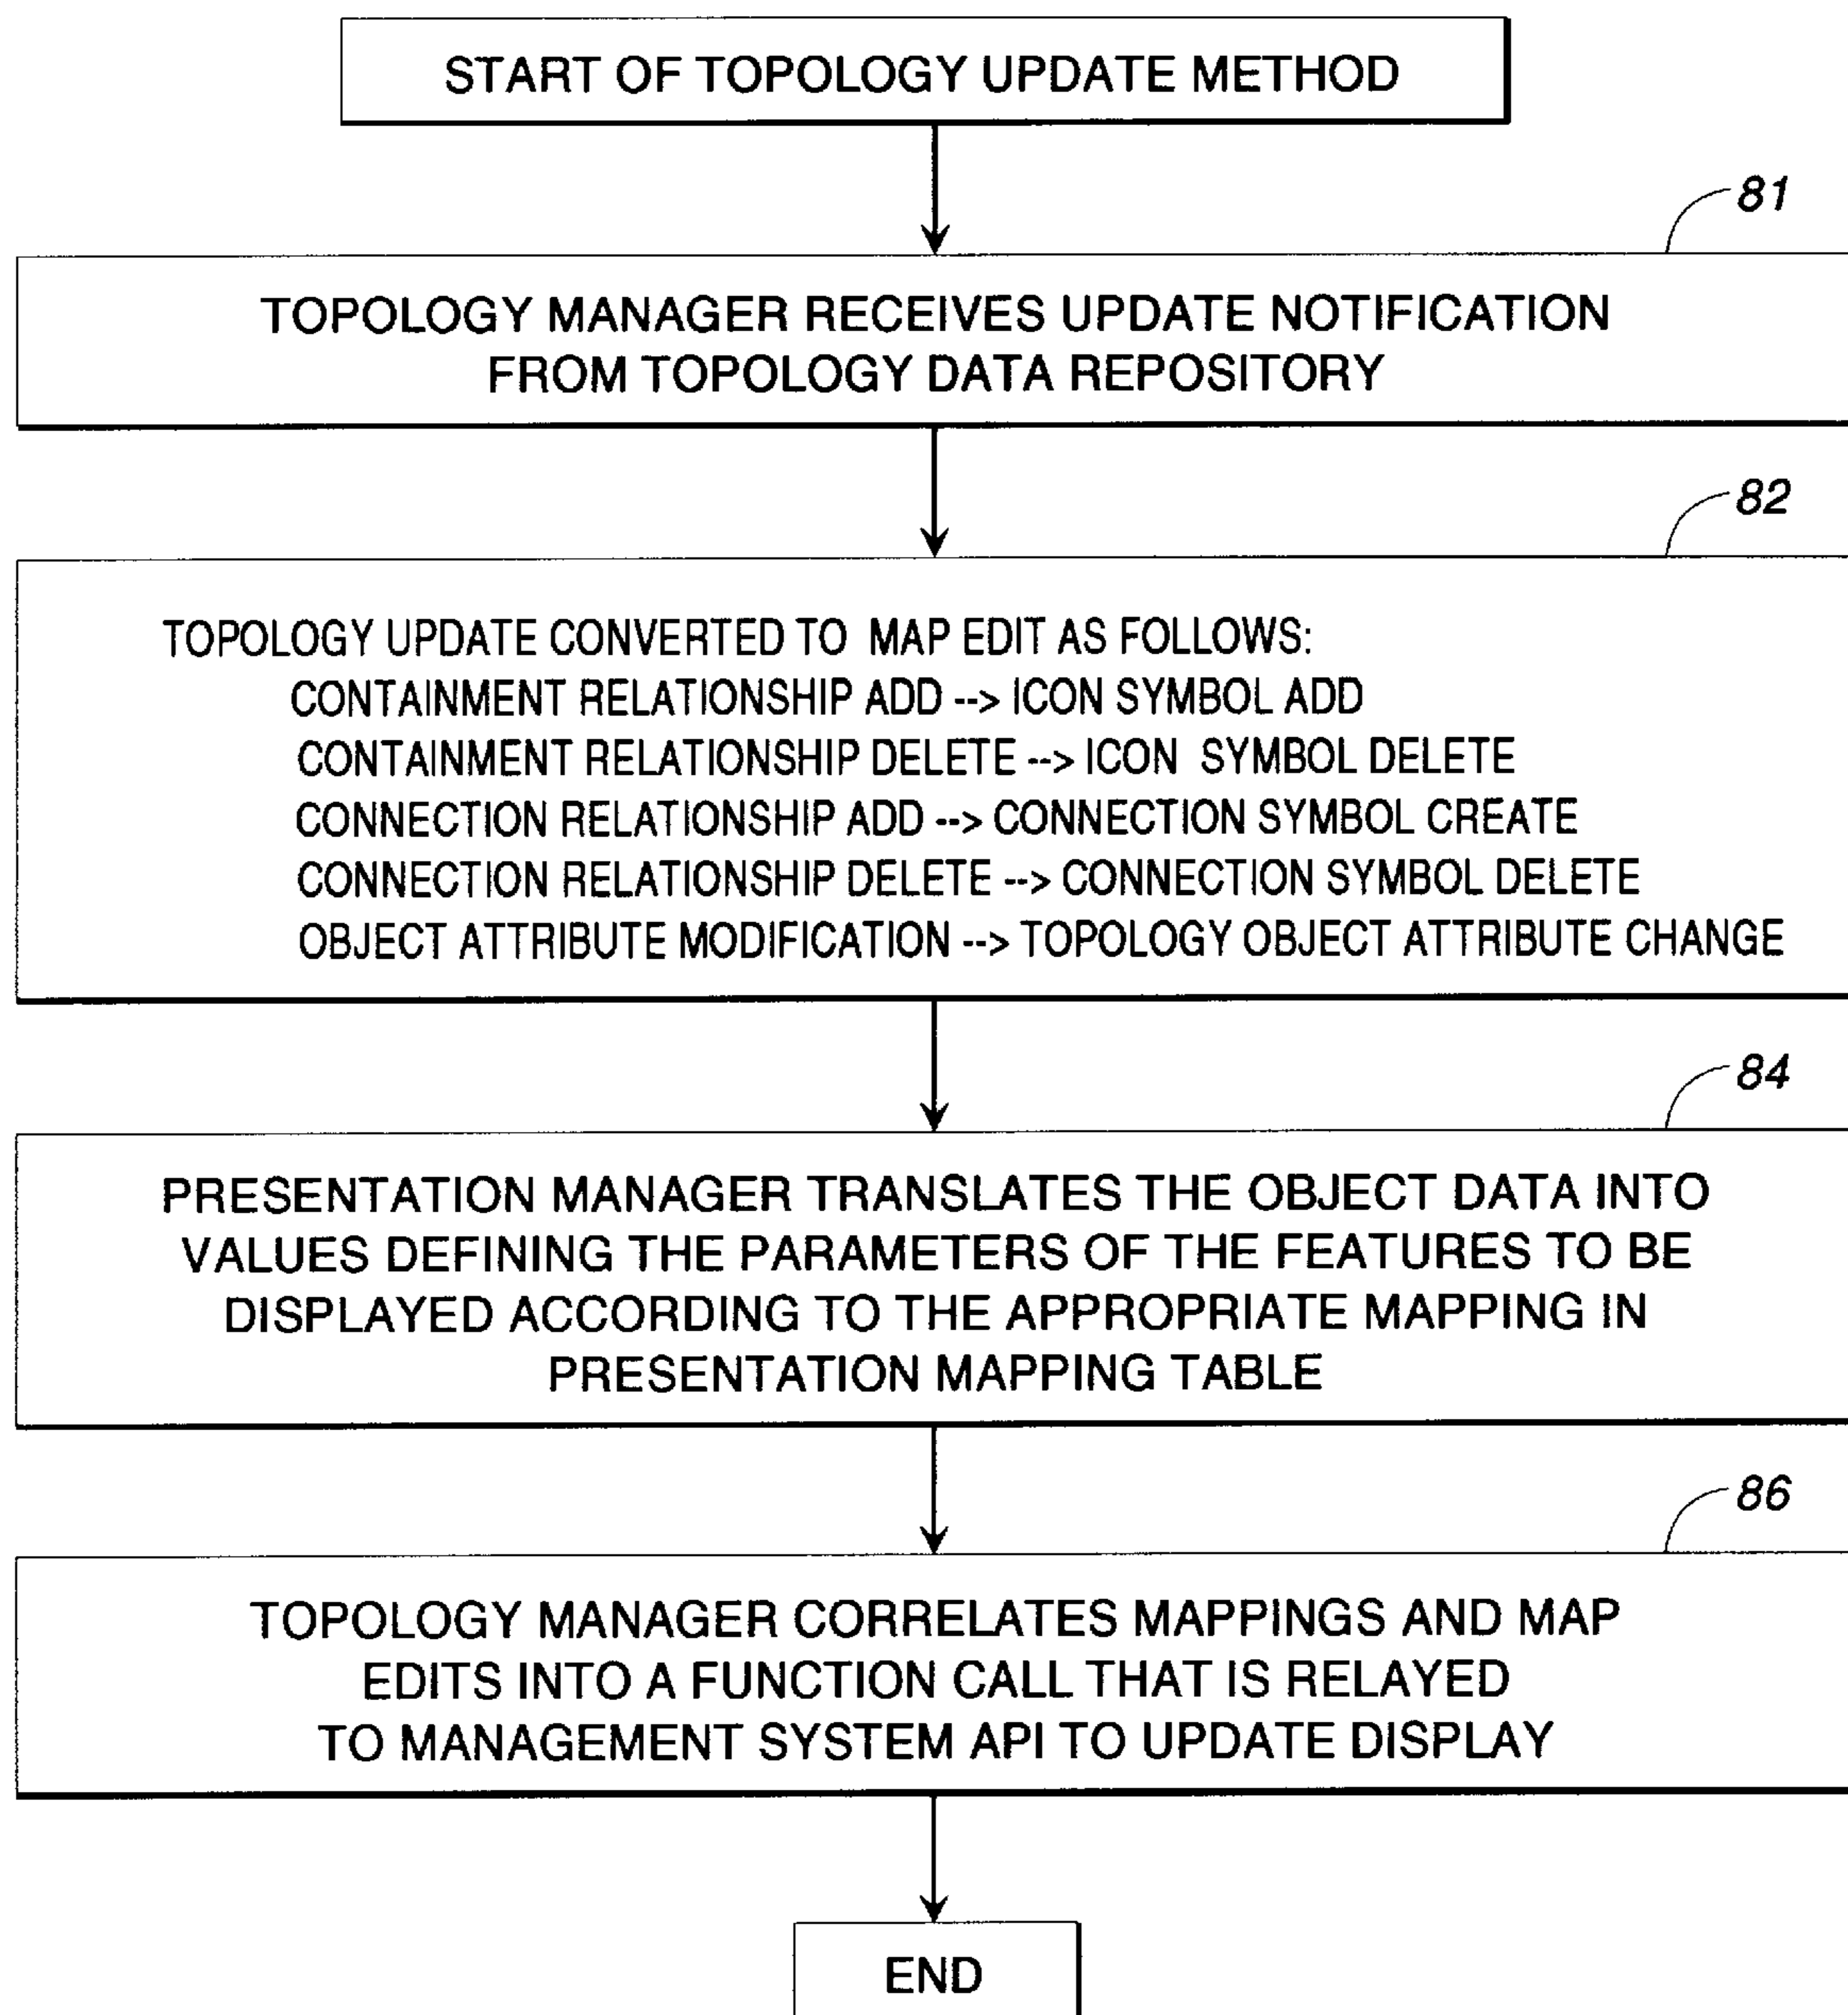 START OF TOPOLOGY UPDATE METHOD
81
TOPOLOGY MANAGER RECEIVES UPDATE NOTIFICATION
FROM TOPOLOGY DATA REPOSITORY
82
TOPOLOGY UPDATE CONVERTED TO MAP EDIT AS FOLLOWS:
CONTAINMENT RELATIONSHIP ADD --> ICON SYMBOL ADD
CONTAINMENT RELATIONSHIP DELETE --> ICON SYMBOL DELETE
CONNECTION RELATIONSHIP ADD --> CONNECTION SYMBOL CREATE
CONNECTION RELATIONSHIP DELETE --> CONNECTION SYMBOL DELETE
OBJECT ATTRIBUTE MODIFICATION --> TOPOLOGY OBJECT ATTRIBUTE CHANGE
84
PRESENTATION MANAGER TRANSLATES THE OBJECT DATA INTO
VALUES DEFINING THE PARAMETERS OF THE FEATURES TO BE
DISPLAYED ACCORDING TO THE APPROPRIATE MAPPING IN
PRESENTATION MAPPING TABLE
86
TOPOLOGY MANAGER CORRELATES MAPPINGS AND MAP
EDITS INTO A FUNCTION CALL THAT IS RELAYED
TO MANAGEMENT SYSTEM API TO UPDATE DISPLAY
END